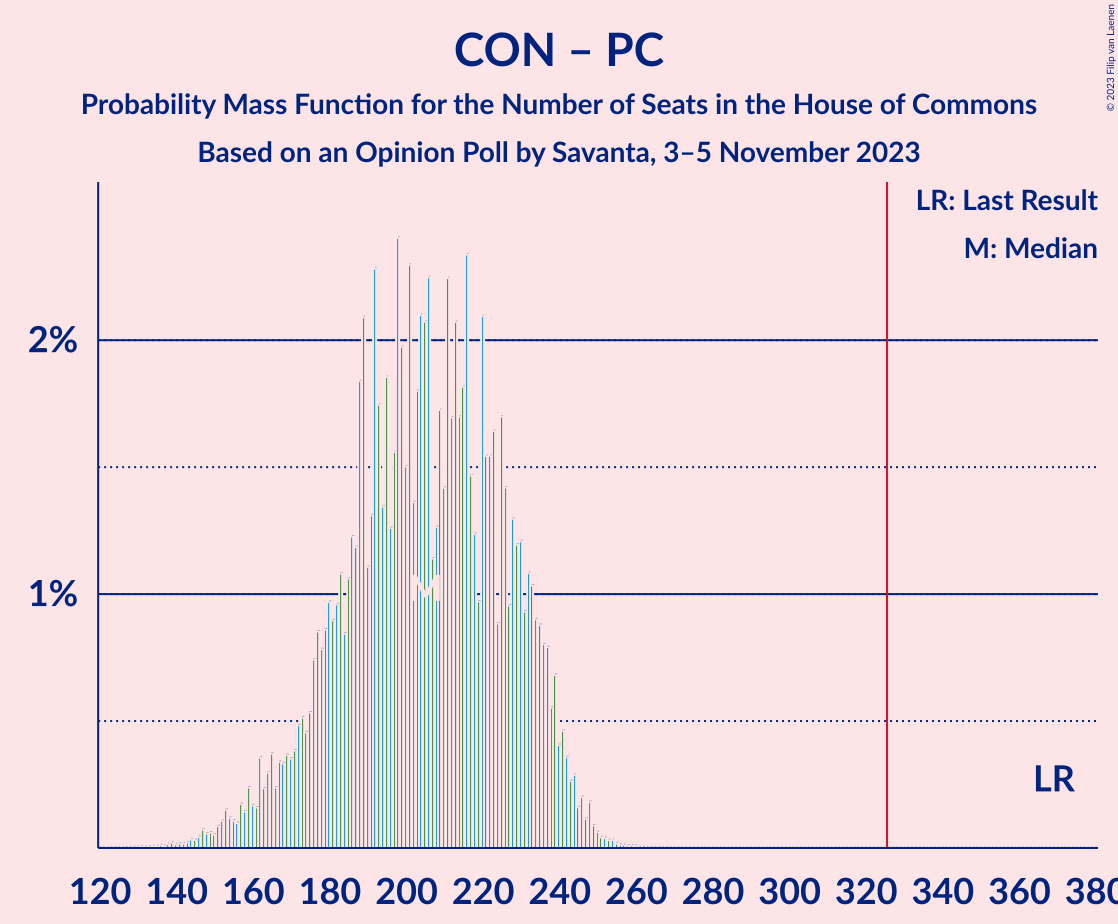 CON – PC
Probability Mass Function for the Number of Seats in the House of Commons
Based on an Opinion Poll by Savanta, 3–5 November 2023
© 2023 Filip van Laenen
LR: Last Result
M: Median
2%
1%
M
LR
120 140 160 180 200 220 240 260 280 300 320 340 360 380